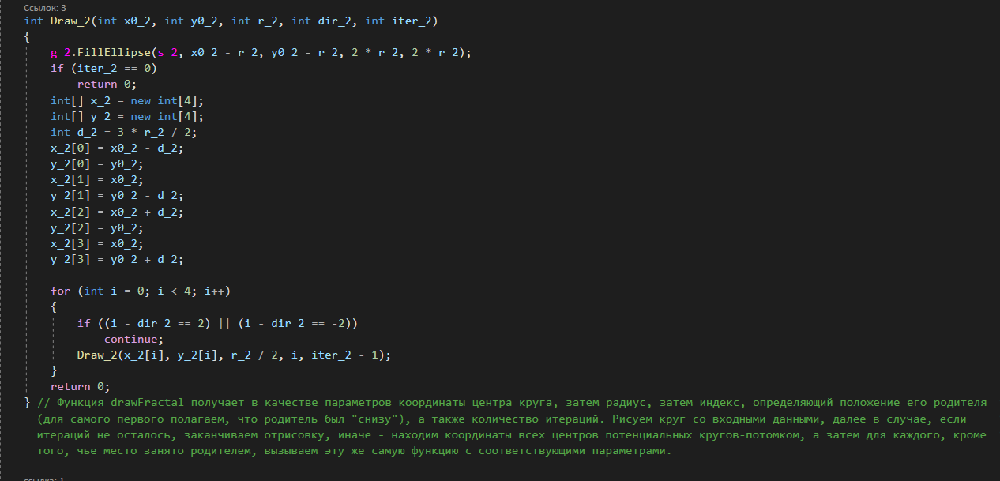 Ссылок: 3
int Draw_2(int x0_2, int y0_2, int r_2, int dir_2, int iter_2)
{
g_2.FillEllipse(s_2, x0_2 - r_2, y0_2 - r_2, 2 * r_2, 2 * r_2);
if (iter_2 == 0)
return 0;
int[] x_2 = new int[4];
int[] y_2 = new int[4];
int d_2 = 3 * r_2 / 2;
x_2[0] = x0_2 - d_2;
y_2[0] = y0_2;
x_2[1] = x0_2;
y_2[1] = y0_2 - d_2;
x_2[2] = x0_2 + d_2;
y_2[2] = y0_2;
x_2[3] = x0_2;
y_2[3] = y0_2 + d_2;
for (int i = 0; i < 4; i++)
{
if ((i - dir_2 == 2) || (i - dir_2 == -2))
continue;
Draw_2(x_2[i], y_2[i], r_2 / 2, i, iter_2 - 1);
}
return 0;
} // Функция drawFractal получает в качестве параметров координаты центра круга, затем радиус, затем индекс, определяющий положение его родителя
(для самого первого полагаем, что родитель был "снизу"), а также количество итераций. Рисуем круг со входными данными, далее в случае, если
итераций не осталось, заканчиваем отрисовку, иначе - находим координаты всех центров потенциальных кругов-потомком, а затем для каждого, кроме
того, чье место занято родителем, вызываем эту же самую функцию с соответствующими параметрами.
ссылка: 1